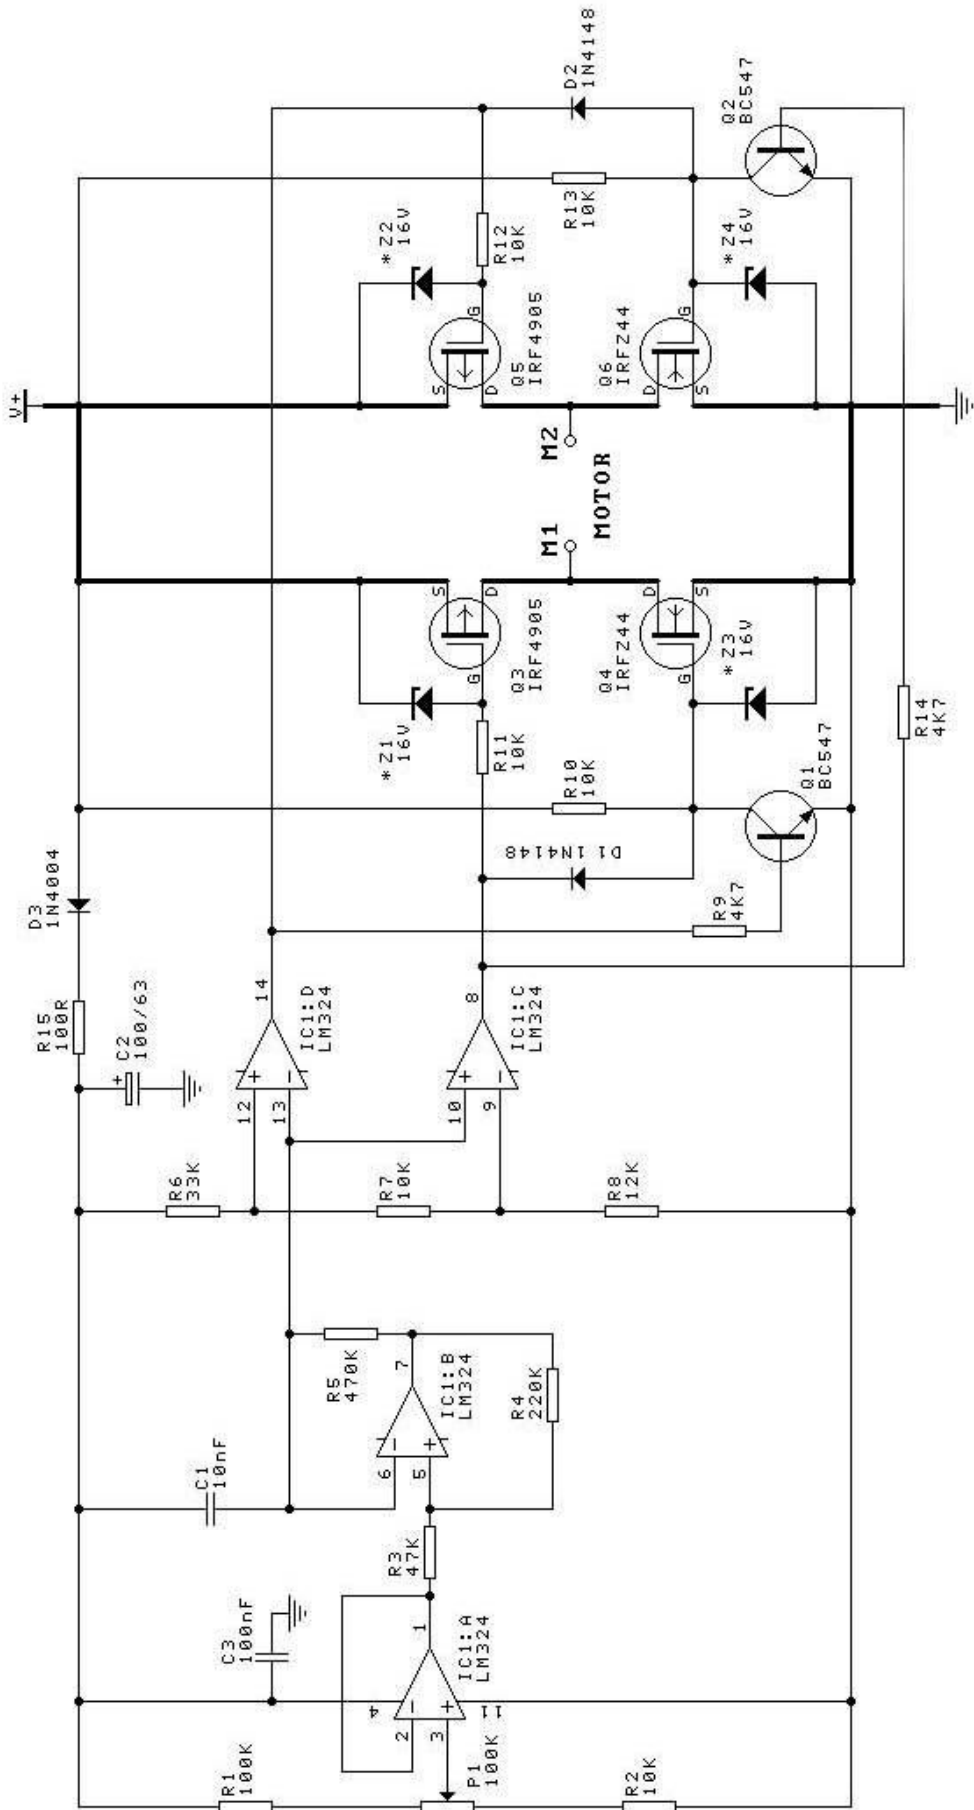 V+
D3
1N4004
R15
100R
C2
100/63
+
R6
33K
R7
10K
R8
12K
C1
10nF
C3
100nF
R1
100K
P1
100K
R2
10K
4
2
3
11
1
IC1:A
LM324
R3
47K
6
5
7
IC1:B
LM324
R5
470K
R4
220K
12
13
14
IC1:D
LM324
10
9
8
IC1:C
LM324
R9
4K7
D1 1N4148
R10
10K
R11
10K
*Z1
16V
G
S
D
Q3
IRF4905
G
D
S
Q4
IRFZ44
*Z3
16V
Q1
BC547
R14
4K7
M1
M2
MOTOR
S
D
G
Q5
IRF4905
D
S
G
Q6
IRFZ44
*Z2
16V
*Z4
16V
R12
10K
R13
10K
D2
1N4148
Q2
BC547